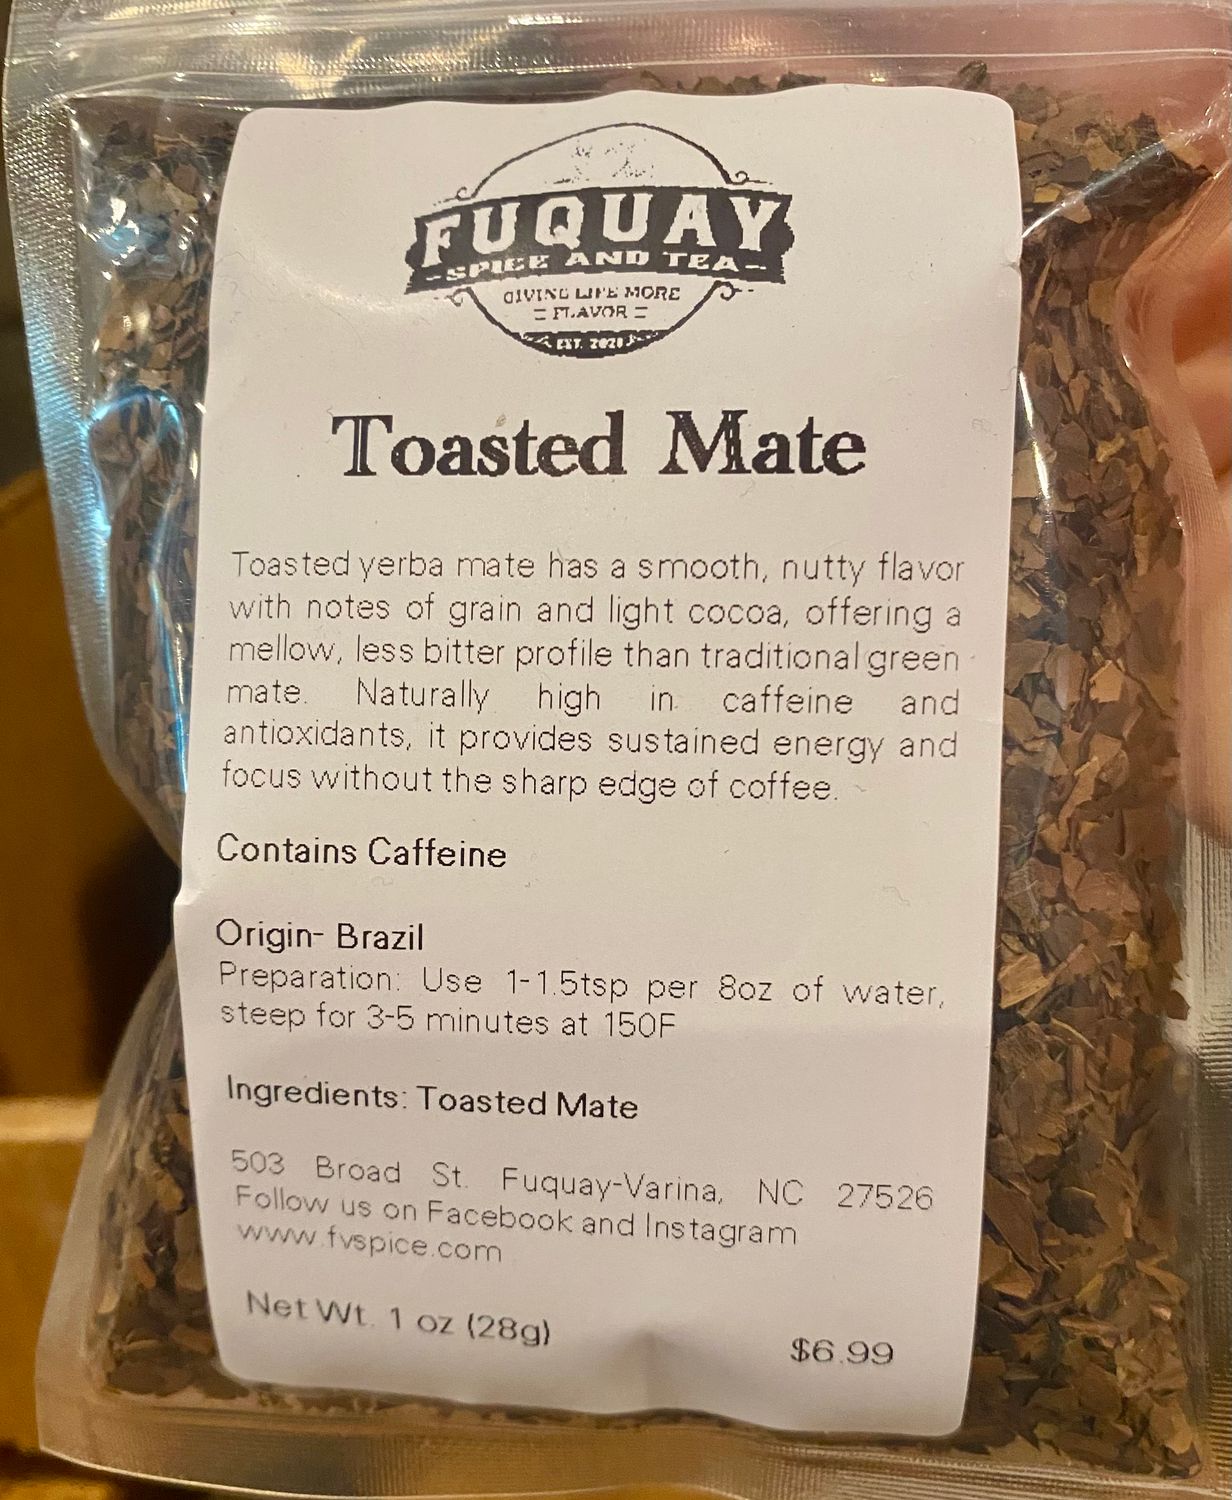 FUQUAY
-SPICE AND TEA-
GIVING LIFE MORE
FLAVOR
EST. 2021
Toasted Mate
Toasted yerba mate has a smooth, nutty flavor
with notes of grain and light cocoa, offering a
mellow, less bitter profile than traditional green
mate. Naturally high in caffeine and
antioxidants, it provides sustained energy and
focus without the sharp edge of coffee.
Contains Caffeine
Origin- Brazil
Preparation: Use 1-1.5tsp per 8oz of water,
steep for 3-5 minutes at 150F
Ingredients: Toasted Mate
503 Broad St. Fuquay-Varina, NC 27526
Follow us on Facebook and Instagram
www.fvspice.com
Net Wt. 1 oz (28g)
$6.99